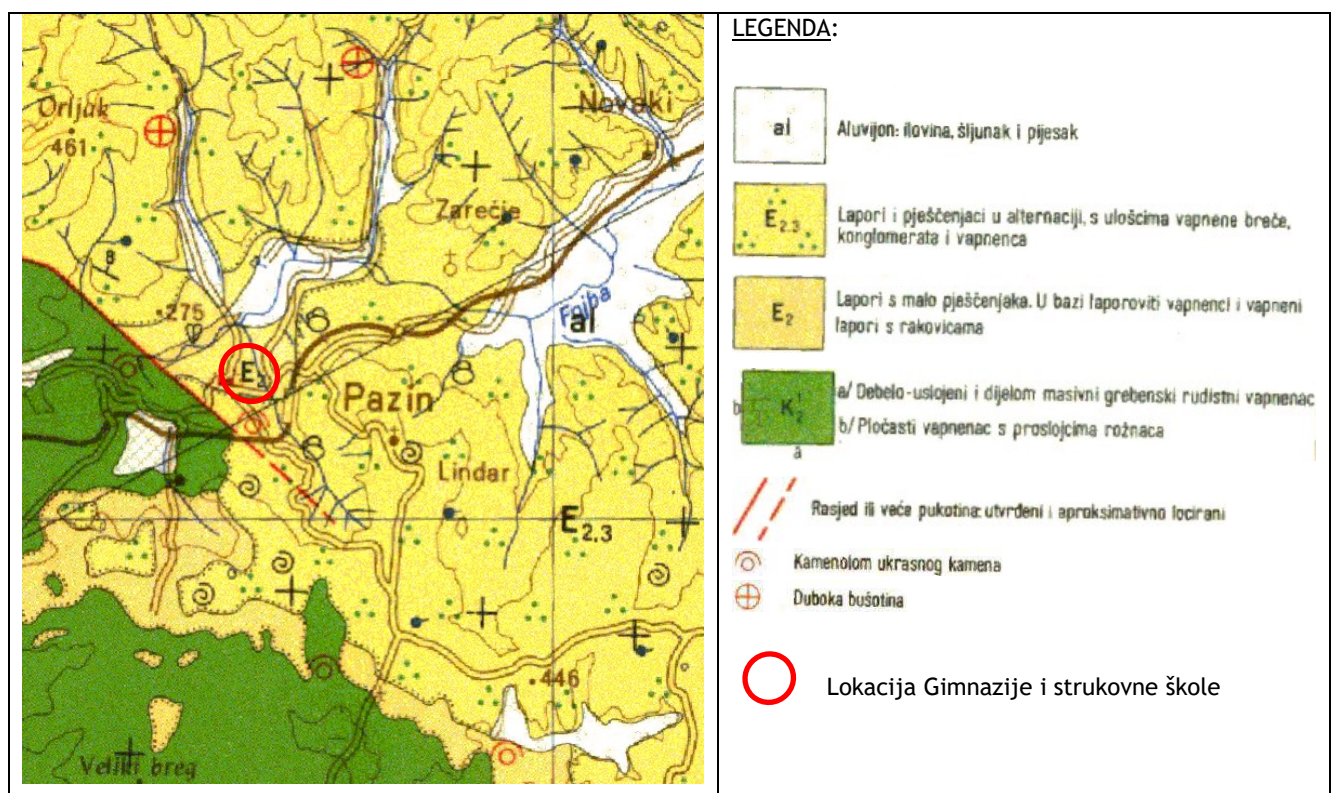 Orljak
461
Novaki
Zarečje
8
275
Fojba
al
E2
Pazin
Lindar
E2.3
446
Veliki breg
LEGENDA:
al
Aluvijon: ilovina, šljunak i pijesak
E2.3
Lapori i pješčenjaci u alternaciji, s ulošcima vapnene breče,
konglomerata i vapnenca
E2
Lapori s malo pješčenjaka. U bazi laporoviti vapnenci i vapneni
lapori s rakovicama
b
K2¹
a
a/ Debelo-uslojeni i dijelom masivni grebenski rudistni vapnenac
b/ Pločasti vapnenac s proslojcima rožnaca
Rasjed ili veće pukotina: utvrđeni i aproksimativno locirani
Kamenolom ukrasnog kamena
Duboka bušotina
Lokacija Gimnazije i strukovne škole